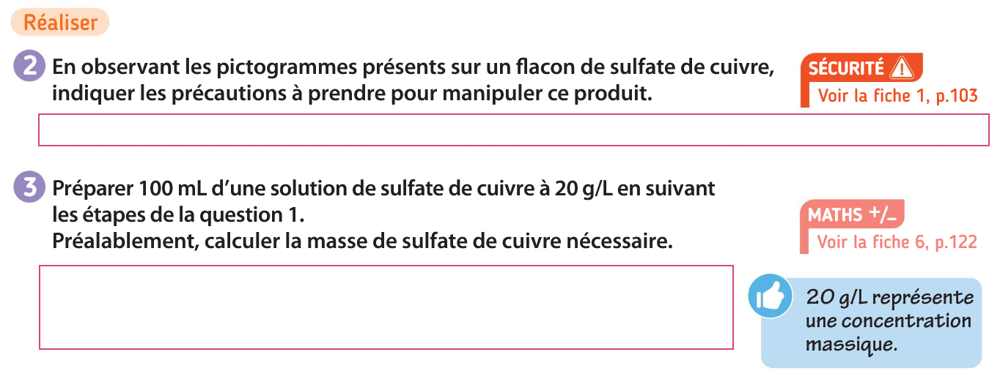 Réaliser
2 En observant les pictogrammes présents sur un flacon de sulfate de cuivre,
indiquer les précautions à prendre pour manipuler ce produit.
SÉCURITÉ
Voir la fiche 1, p.103
3 Préparer 100 mL d’une solution de sulfate de cuivre à 20 g/L en suivant
les étapes de la question 1.
Préalablement, calculer la masse de sulfate de cuivre nécessaire.
MATHS +/–
Voir la fiche 6, p.122
20 g/L représente
une concentration
massique.